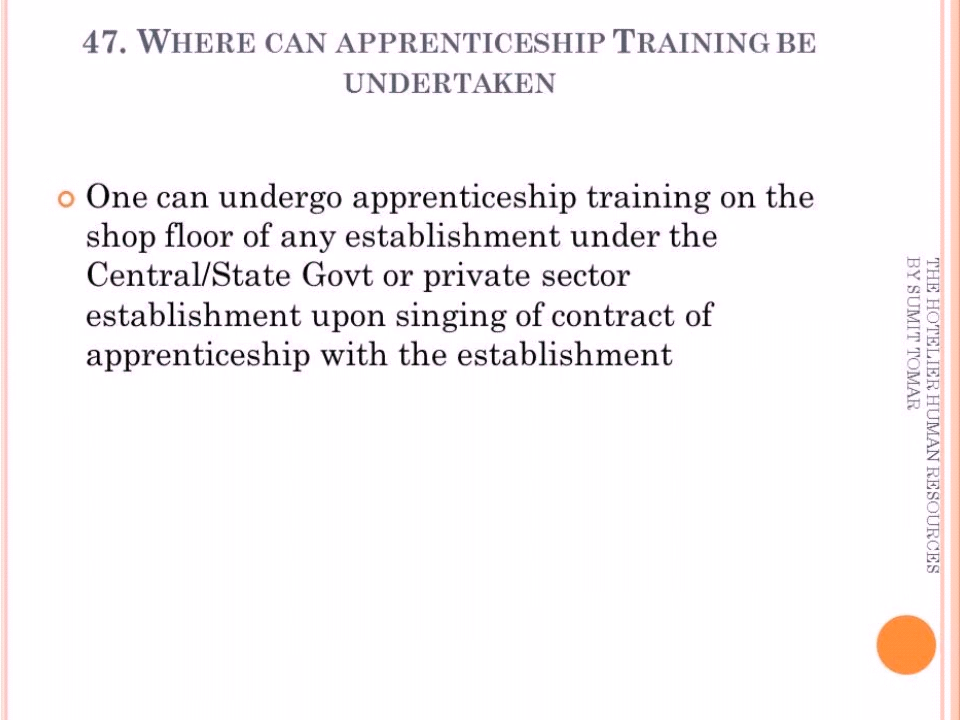 47. WHERE CAN APPRENTICESHIP TRAINING BE
UNDERTAKEN
One can undergo apprenticeship training on the
shop floor of any establishment under the
Central/State Govt or private sector
establishment upon singing of contract of
apprenticeship with the establishment
THE HOTELIER HUMAN RESOURCES
BY SUMIT TOMAR